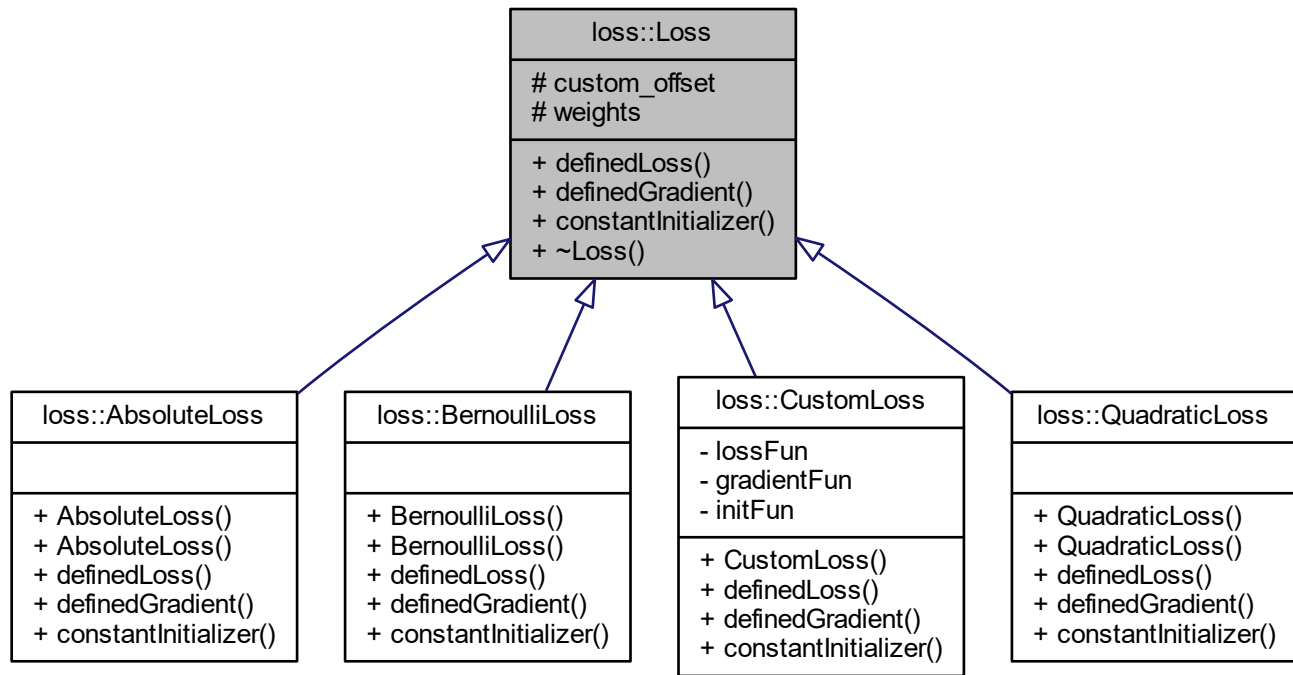 loss::Loss
# custom_offset
# weights
+ definedLoss()
+ definedGradient()
+ constantInitializer()
+ ~Loss()
loss::AbsoluteLoss
+ AbsoluteLoss()
+ AbsoluteLoss()
+ definedLoss()
+ definedGradient()
+ constantInitializer()
loss::BernoulliLoss
+ BernoulliLoss()
+ BernoulliLoss()
+ definedLoss()
+ definedGradient()
+ constantInitializer()
loss::CustomLoss
- lossFun
- gradientFun
- initFun
+ CustomLoss()
+ definedLoss()
+ definedGradient()
+ constantInitializer()
loss::QuadraticLoss
+ QuadraticLoss()
+ QuadraticLoss()
+ definedLoss()
+ definedGradient()
+ constantInitializer()